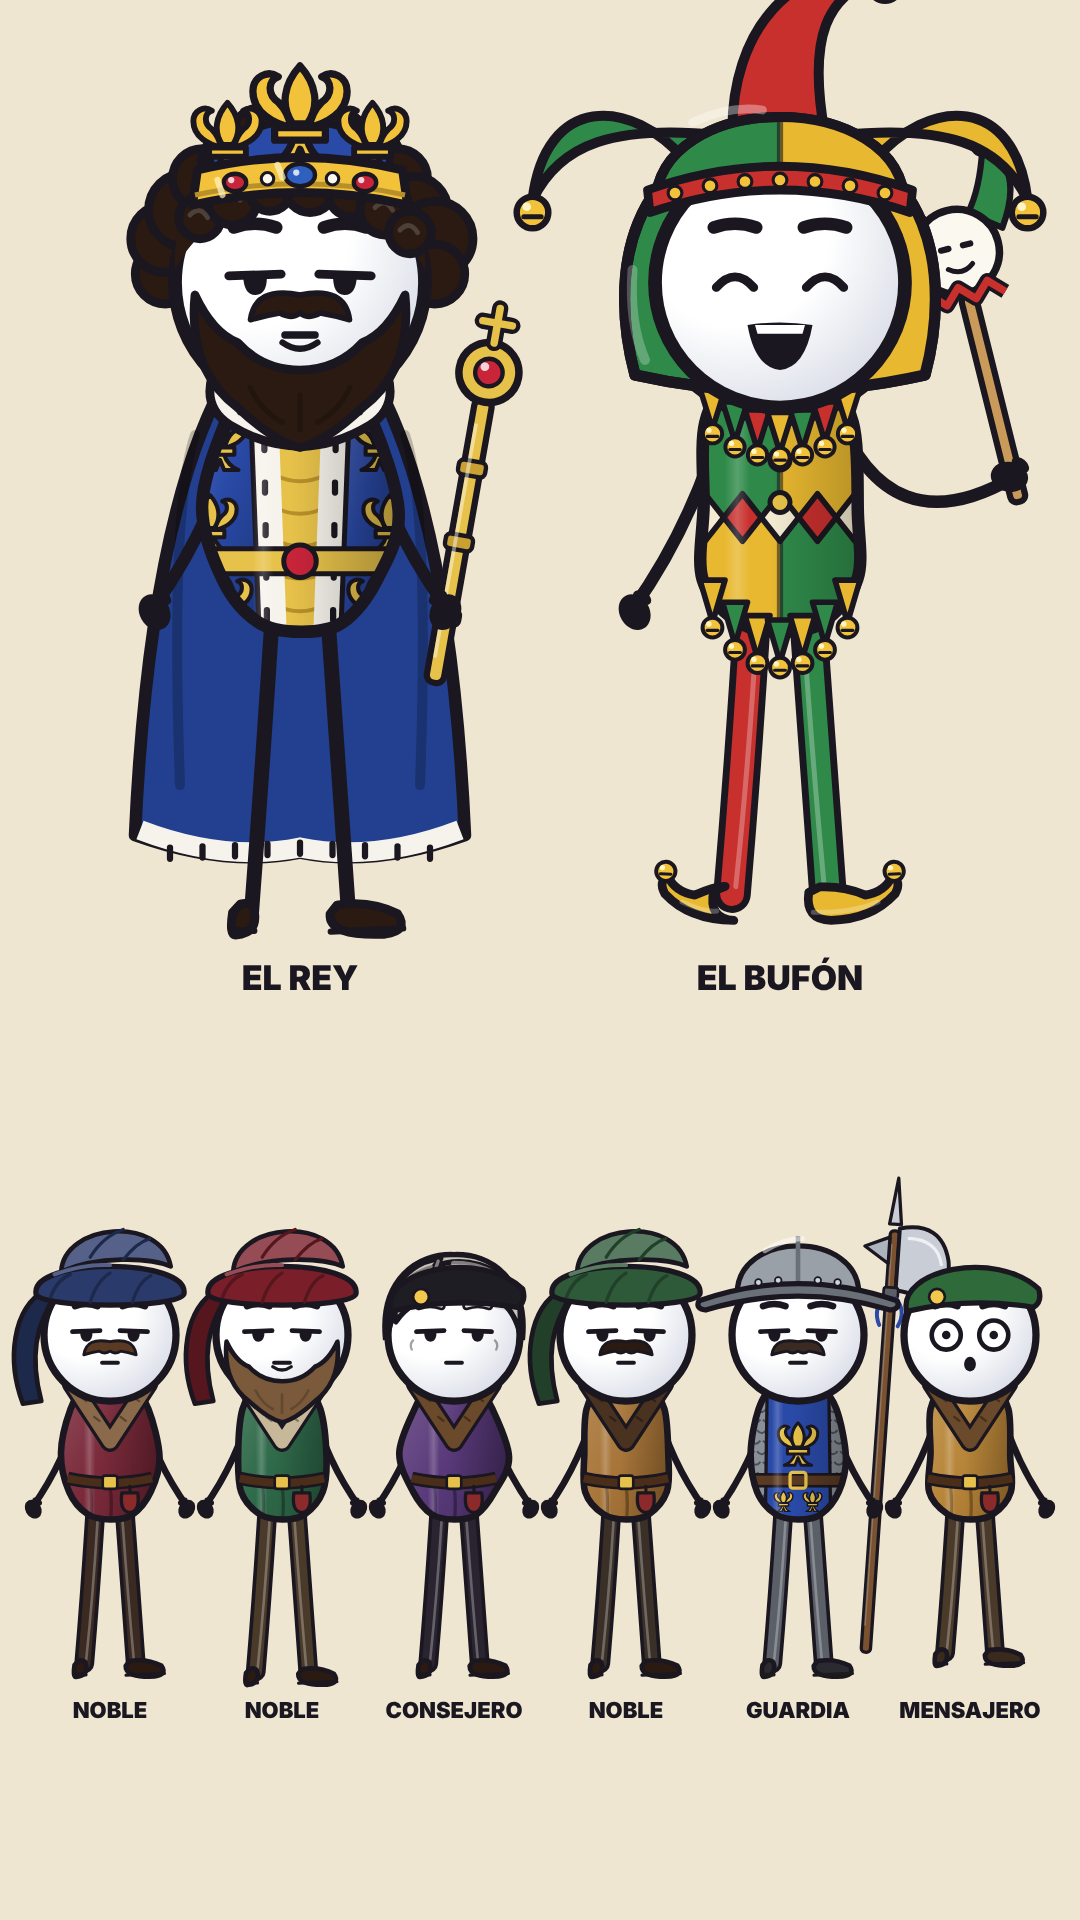 EL REY
EL BUFÓN
NOBLE
NOBLE
CONSEJERO
NOBLE
GUARDIA
MENSAJERO